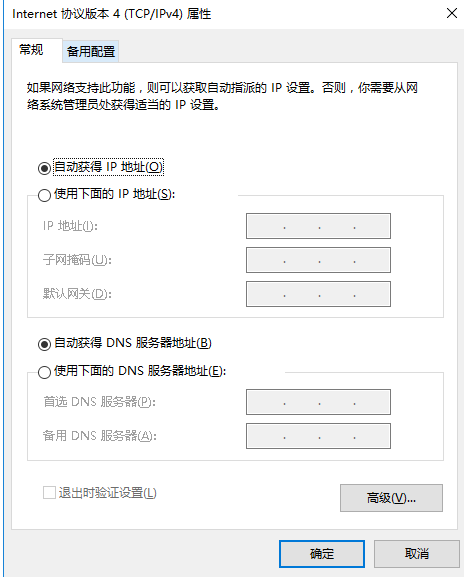 Internet 协议版本 4 (TCP/IPv4) 属性
常规 备用配置
如果网络支持此功能，则可以获取自动指派的 IP 设置。否则，你需要从网
络系统管理员处获得适当的 IP 设置。
自动获得 IP 地址(O)
使用下面的 IP 地址(S):
IP 地址(I):
子网掩码(U):
默认网关(D):
自动获得 DNS 服务器地址(B)
使用下面的 DNS 服务器地址(E):
首选 DNS 服务器(P):
备用 DNS 服务器(A):
退出时验证设置(L)
高级(V)...
确定 取消